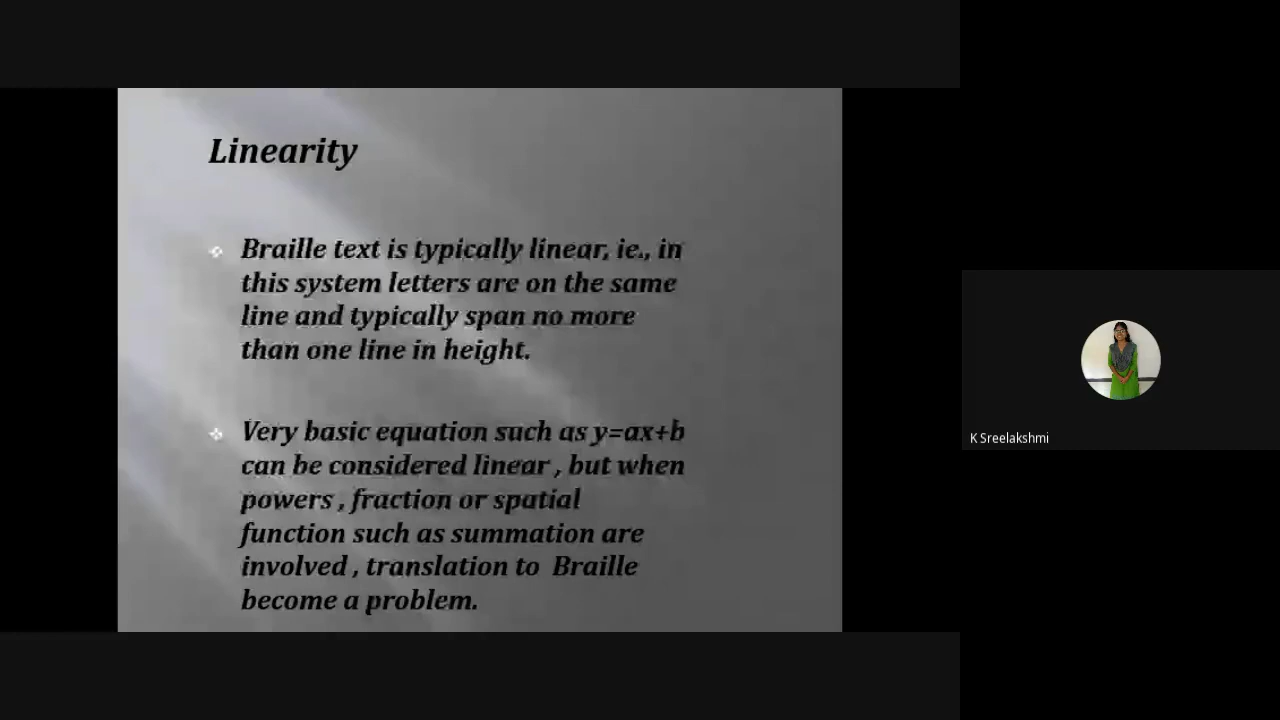 Linearity
Braille text is typically linear, ie., in
this system letters are on the same
line and typically span no more
than one line in height.
Very basic equation such as y=ax+b
can be considered linear , but when
powers , fraction or spatial
function such as summation are
involved , translation to Braille
become a problem.
K Sreelakshmi